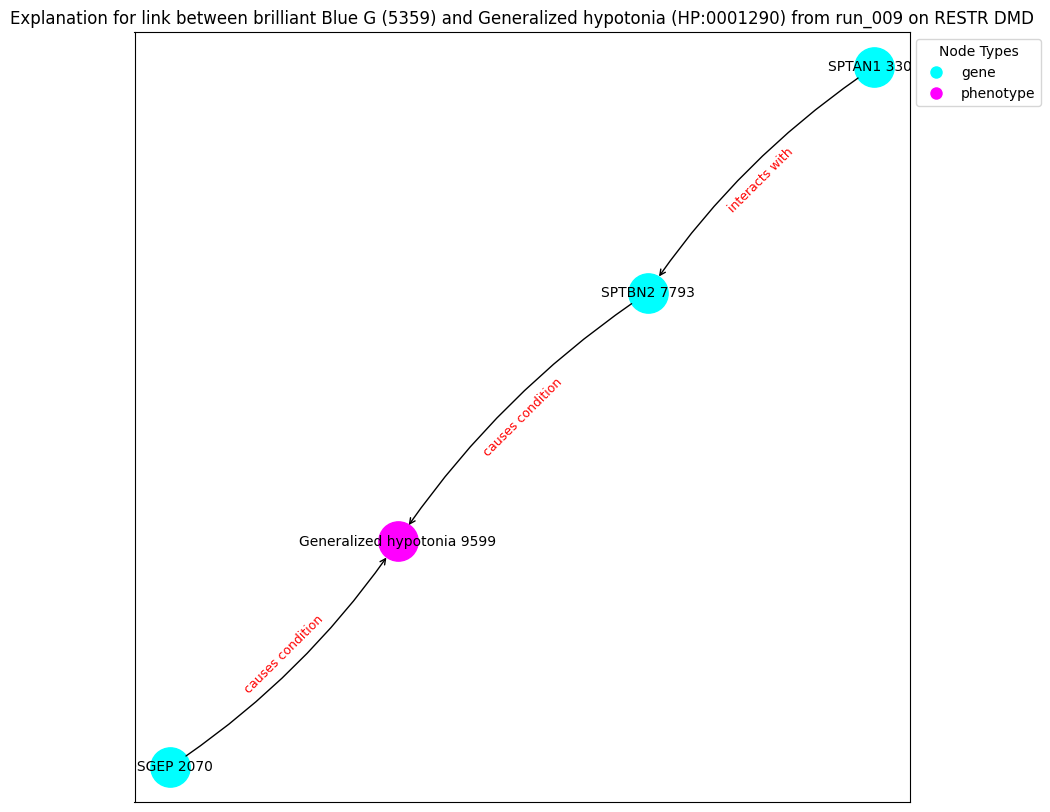 Explanation for link between brilliant Blue G (5359) and Generalized hypotonia (HP:0001290) from run_009 on RESTR DMD
Node Types
gene
phenotype
SPTAN1 330
interacts with
SPTBN2 7793
causes condition
Generalized hypotonia 9599
causes condition
SGEP 2070